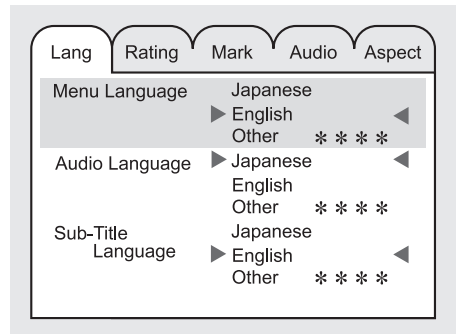 Lang Rating Mark Audio Aspect
Menu Language Japanese
English
Other ＊＊＊＊
Audio Language Japanese
English
Other ＊＊＊＊
Sub-Title Japanese
Language English
Other ＊＊＊＊